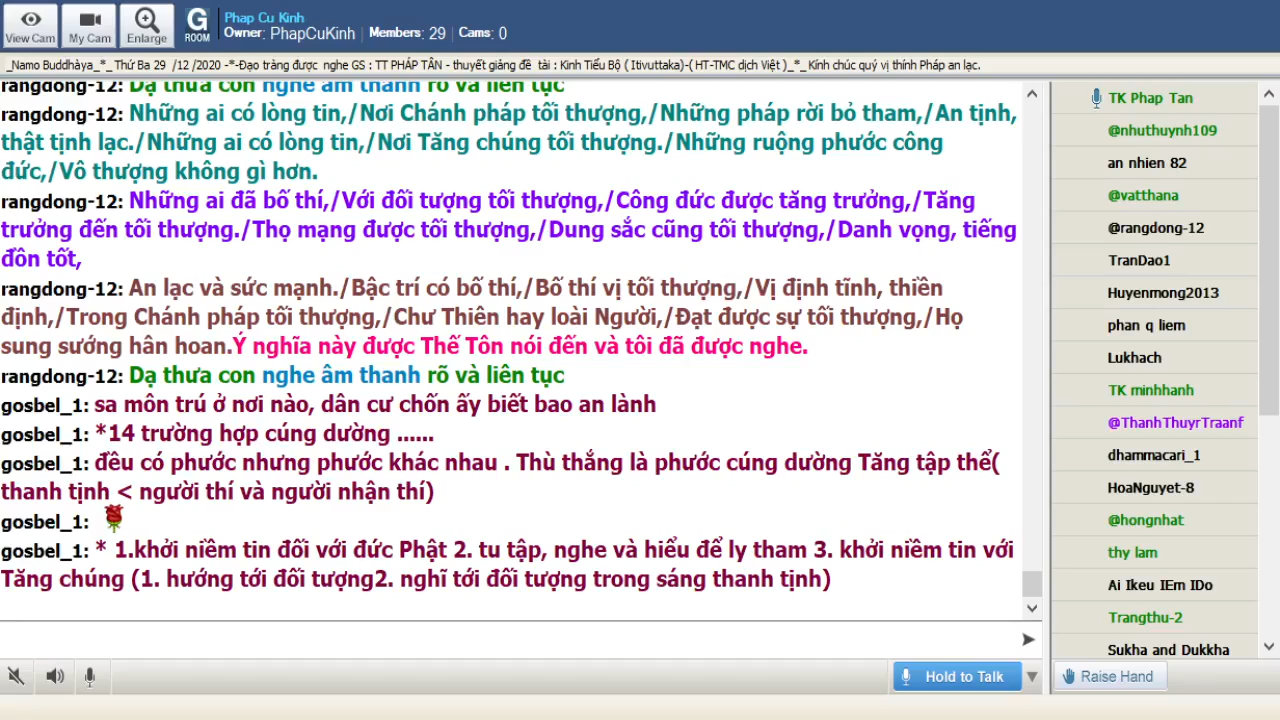 Phap Cu Kinh
View Cam
My Cam
Enlarge
G
ROOM
Owner: PhapCuKinh | Members: 29 | Cams: 0
_Namo Buddhàya_*_ Thứ Ba 29 /12 /2020 -*-Đạo tràng được nghe GS : TT PHÁP TÂN - thuyết giảng đề tài : Kinh Tiểu Bộ ( Itivuttaka)-( HT-TMC dịch Việt )_*_ Kính chúc quý vị thính Pháp an lạc.
rangdong-12: Dạ thưa con nghe âm thanh rõ và liên tục
rangdong-12: Những ai có lòng tin,/Nơi Chánh pháp tối thượng,/Những pháp rời bỏ tham,/An tịnh,
thật tịnh lạc./Những ai có lòng tin,/Nơi Tăng chúng tối thượng./Những ruộng phước công
đức,/Vô thượng không gì hơn.
rangdong-12: Những ai đã bố thí,/Với đối tượng tối thượng,/Công đức được tăng trưởng,/Tăng
trưởng đến tối thượng./Thọ mạng được tối thượng,/Dung sắc cũng tối thượng,/Danh vọng, tiếng
đồn tốt,
rangdong-12: An lạc và sức mạnh./Bậc trí có bố thí,/Bố thí vị tối thượng,/Vị định tĩnh, thiền
định,/Trong Chánh pháp tối thượng,/Chư Thiên hay loài Người,/Đạt được sự tối thượng,/Họ
sung sướng hân hoan.Ý nghĩa này được Thế Tôn nói đến và tôi đã được nghe.
rangdong-12: Dạ thưa con nghe âm thanh rõ và liên tục
gosbel_1: sa môn trú ở nơi nào, dân cư chốn ấy biết bao an lành
gosbel_1: *14 trường hợp cúng dường ......
gosbel_1: đều có phước nhưng phước khác nhau . Thù thắng là phước cúng dường Tăng tập thể(
thanh tịnh < người thí và người nhận thí)
gosbel_1:
gosbel_1: * 1.khởi niềm tin đối với đức Phật 2. tu tập, nghe và hiểu để ly tham 3. khởi niềm tin với
Tăng chúng (1. hướng tới đối tượng2. nghĩ tới đối tượng trong sáng thanh tịnh)
TK Phap Tan
@nhuthuynh109
an nhien 82
@vatthana
@rangdong-12
TranDao1
Huyenmong2013
phan q liem
Lukhach
TK minhhanh
@ThanhThuyrTraanf
dhammacari_1
HoaNguyet-8
@hongnhat
thy lam
Ai Ikeu IEm IDo
Trangthu-2
Sukha and Dukkha
Hold to Talk
Raise Hand